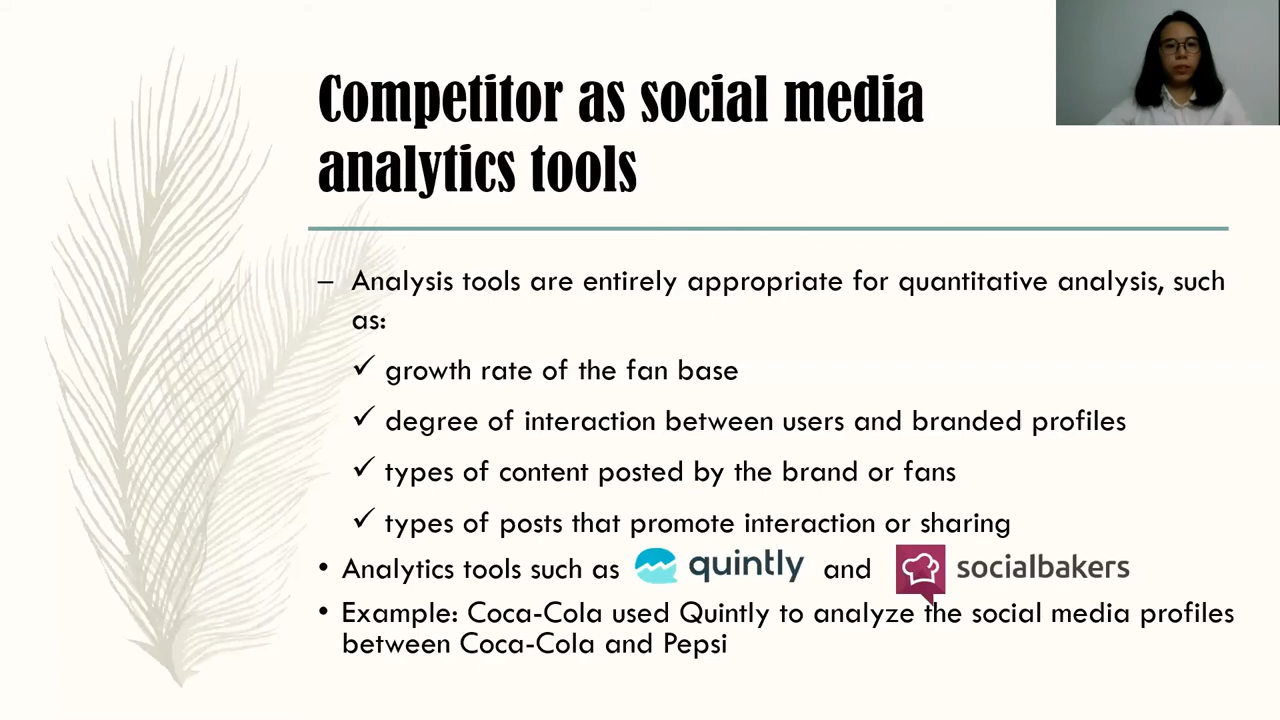 Competitor as social media
analytics tools
– Analysis tools are entirely appropriate for quantitative analysis, such
as:
✓ growth rate of the fan base
✓ degree of interaction between users and branded profiles
✓ types of content posted by the brand or fans
✓ types of posts that promote interaction or sharing
• Analytics tools such as quintly and socialbakers
• Example: Coca-Cola used Quintly to analyze the social media profiles
between Coca-Cola and Pepsi